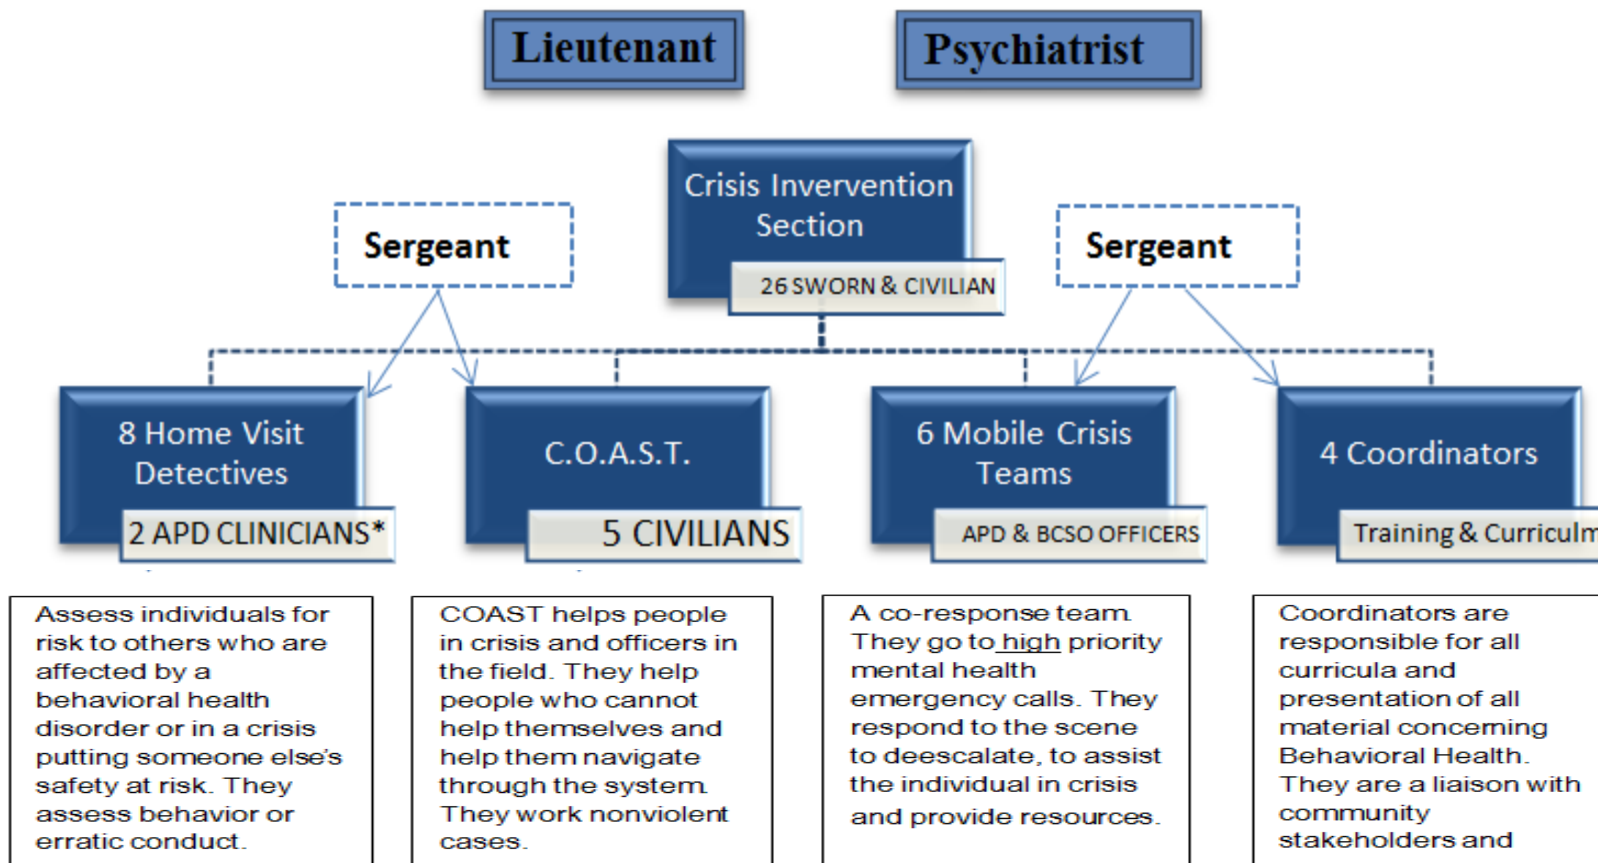 Lieutenant
Psychiatrist
Crisis Invervention
Section
26 SWORN & CIVILIAN
Sergeant
Sergeant
8 Home Visit
Detectives
2 APD CLINICIANS*
C.O.A.S.T.
5 CIVILIANS
6 Mobile Crisis
Teams
APD & BCSO OFFICERS
4 Coordinators
Training & Curriculm
Assess individuals for
risk to others who are
affected by a
behavioral health
disorder or in a crisis
putting someone else's
safety at risk. They
assess behavior or
erratic conduct.
COAST helps people
in crisis and officers in
the field. They help
people who cannot
help themselves and
help them navigate
through the system.
They work nonviolent
cases.
A co-response team.
They go to high priority
mental health
emergency calls. They
respond to the scene
to deescalate, to assist
the individual in crisis
and provide resources.
Coordinators are
responsible for all
curricula and
presentation of all
material concerning
Behavioral Health.
They are a liaison with
community
stakeholders and